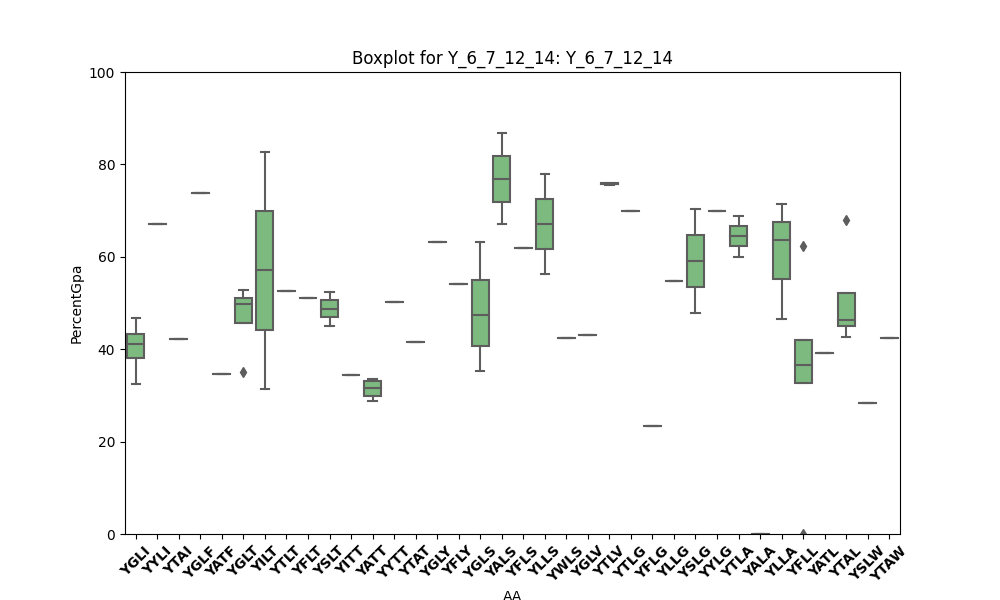 Boxplot for Y_6_7_12_14: Y_6_7_12_14
100
80
60
40
20
0
PercentGpa
YGLI YYLI YTAI YGLF YATF YGLT YILT YTLT YFLT YSLT YITT YATT YYTT YTAT YGLY YFLY YGLS YALS YFLS YLLS YWLS YGLV YTLV YTLG YFLG YLLG YSLG YYLG YTLA YALA YLLA YFLL YATL YTAL YSLW YTAW
AA